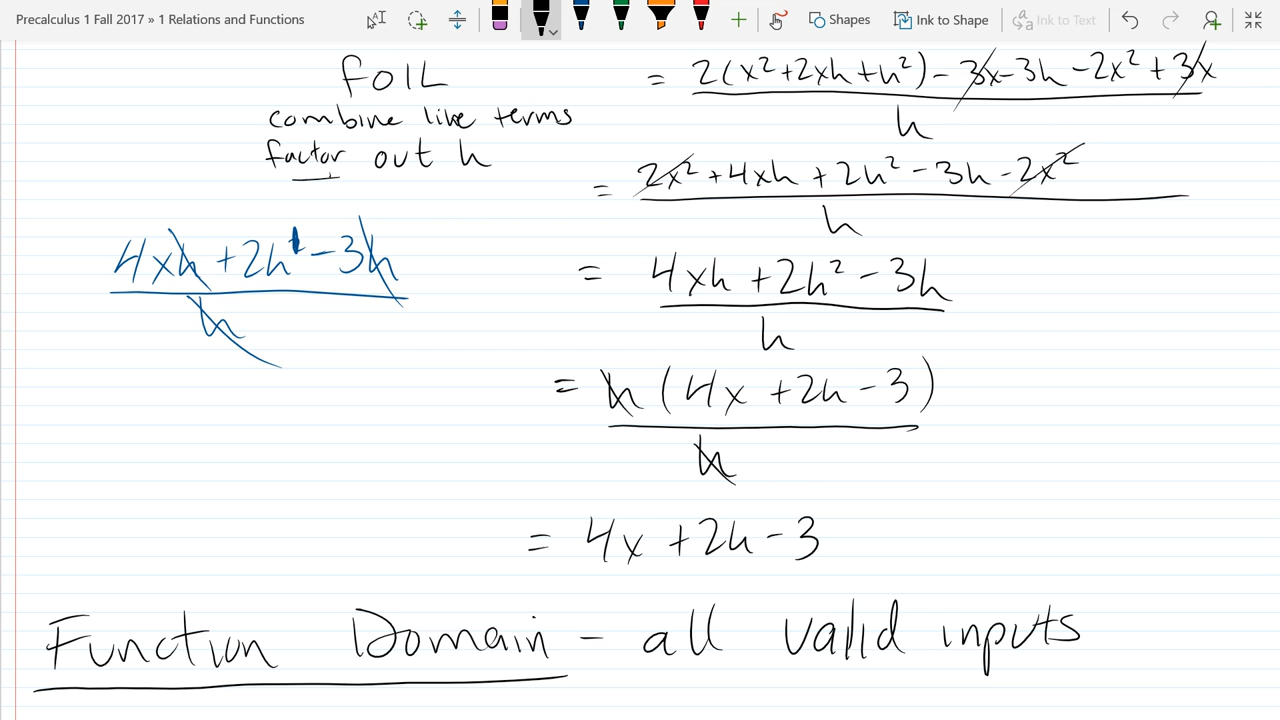 Precalculus 1 Fall 2017 » 1 Relations and Functions
Shapes
Ink to Shape
Ink to Text
FOIL
combine like terms
factor out h
= 2(x²+2xh+h²) - 3x - 3h - 2x² + 3x
h
= 2x² + 4xh + 2h² - 3h - 2x²
h
4xh + 2h² - 3h
h
= 4xh + 2h² - 3h
h
= h(4x + 2h - 3)
h
= 4x + 2h - 3
Function Domain - all valid inputs